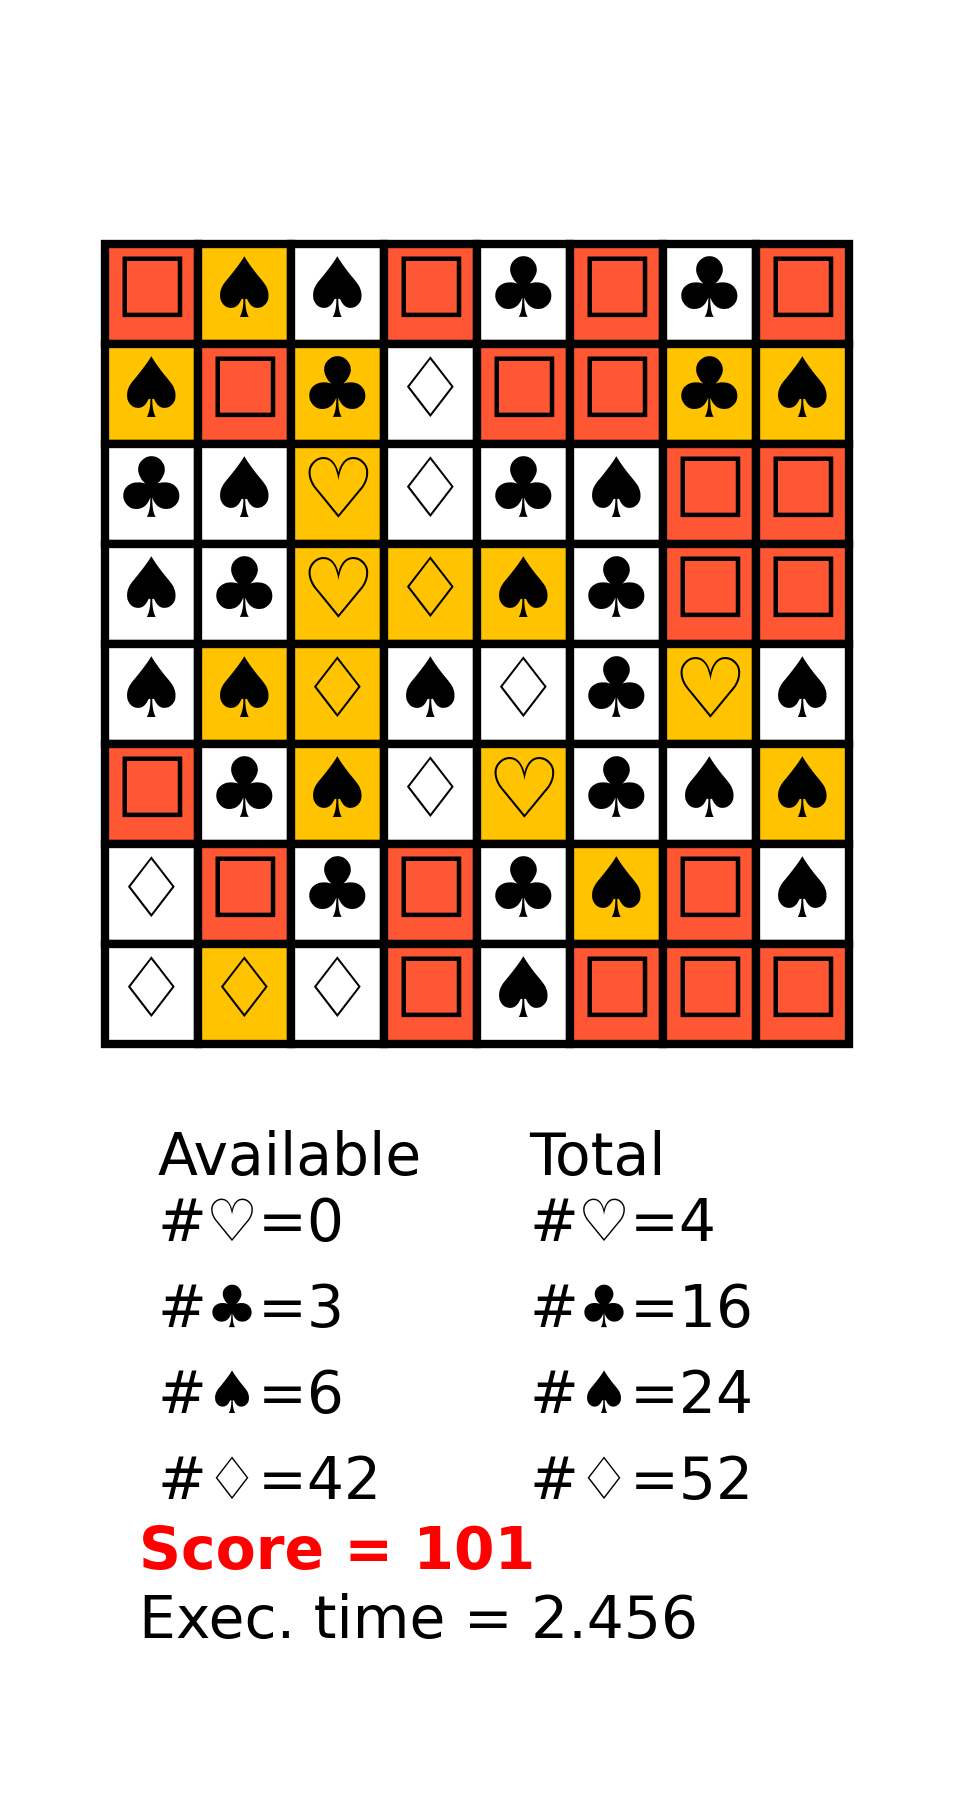 □ ♠ ♠ □ ♣ □ ♣ □
♠ □ ♣ ♢ □ □ ♣ ♠
♣ ♠ ♡ ♢ ♣ ♠ □ □
♠ ♣ ♡ ♢ ♠ ♣ □ □
♠ ♠ ♢ ♠ ♢ ♣ ♡ ♠
□ ♣ ♠ ♢ ♡ ♣ ♠ ♠
♢ □ ♣ □ ♣ ♠ □ ♠
♢ ♢ ♢ □ ♠ □ □ □
Available Total
#♡=0 #♡=4
#♣=3 #♣=16
#♠=6 #♠=24
#♢=42 #♢=52
Score = 101
Exec. time = 2.456